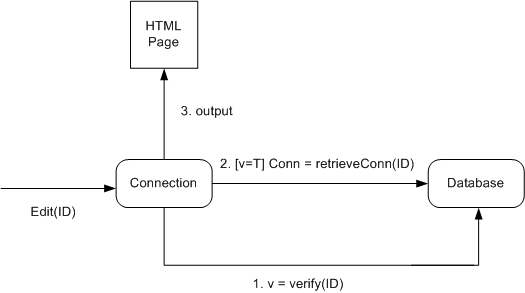 HTML
Page
3. output
2. [v=T] Conn = retrieveConn(ID)
Connection
Database
Edit(ID)
1. v = verify(ID)